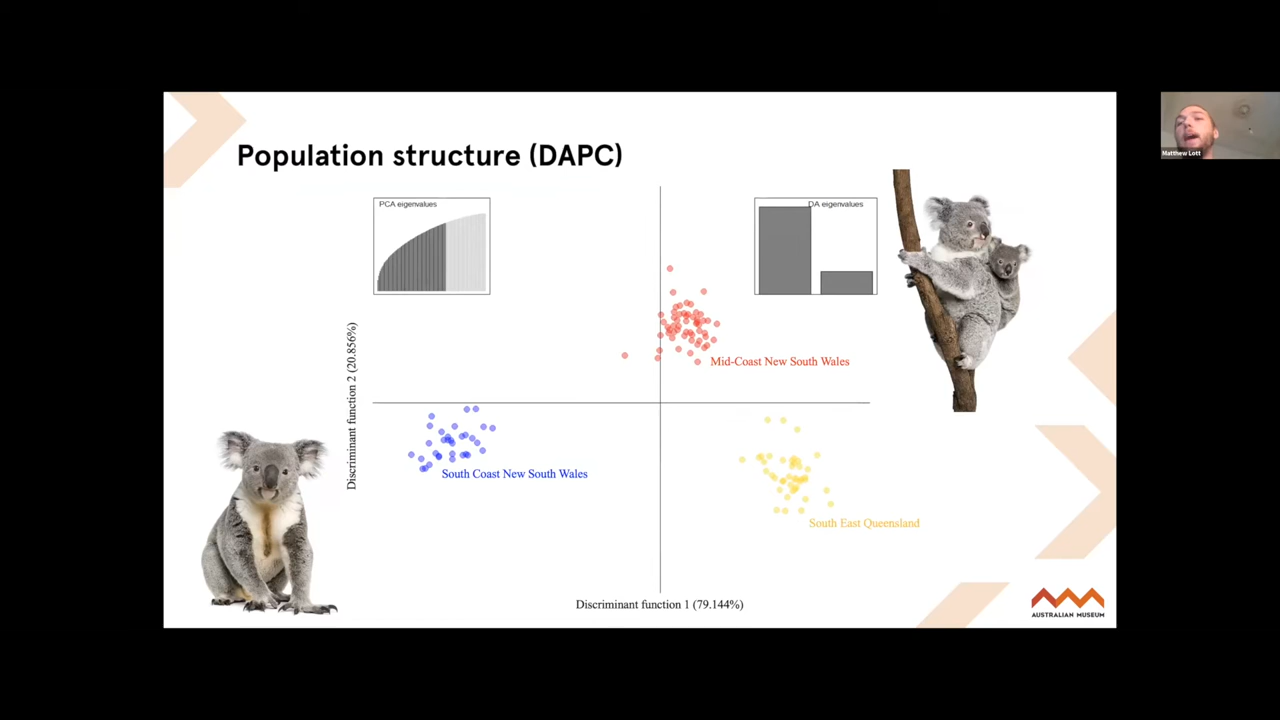 Population structure (DAPC)
PCA eigenvalues
DA eigenvalues
Matthew Lott
Mid-Coast New South Wales
Discriminant function 2 (20.856%)
South Coast New South Wales
South East Queensland
Discriminant function 1 (79.144%)
AUSTRALIAN MUSEUM